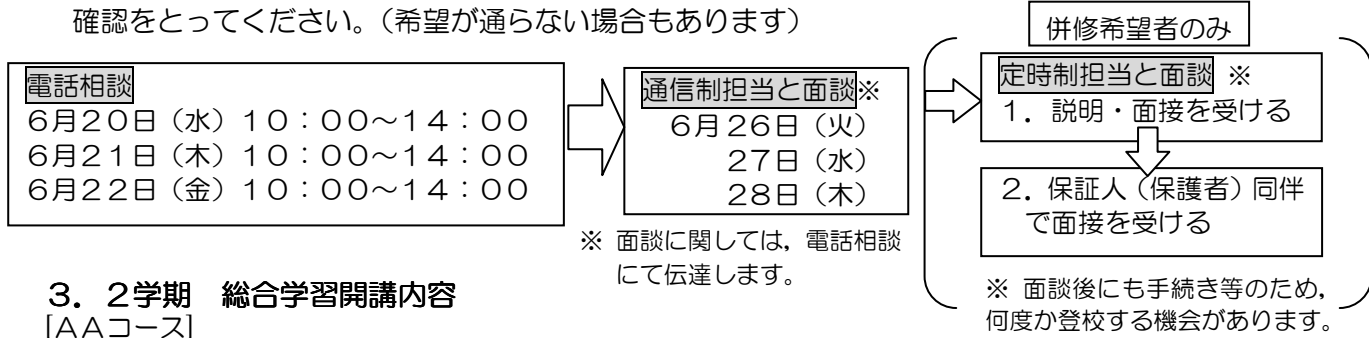 確認をとってください。（希望が通らない場合もあります）
電話相談
６月２０日（水）１０：００～１４：００
６月２１日（木）１０：００～１４：００
６月２２日（金）１０：００～１４：００
通信制担当と面談※
６月２６日（火）
２７日（水）
２８日（木）
※ 面談に関しては，電話相談
にて伝達します。
併修希望者のみ
定時制担当と面談 ※
１．説明・面接を受ける
２．保証人（保護者）同伴
で面接を受ける
※ 面談後にも手続き等のため，
何度か登校する機会があります。
３．２学期　総合学習開講内容
[ＡＡコース]